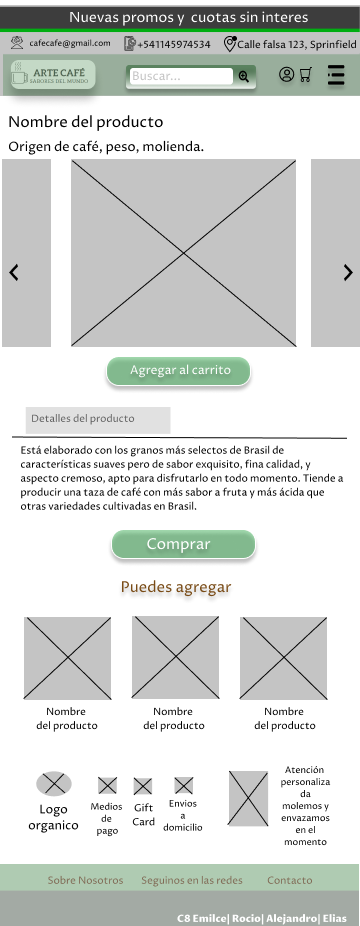 Nuevas promos y cuotas sin interes
cafecafe@gmail.com +541145974534 Calle falsa 123, Sprinfield
ARTE CAFÉ
SABORES DEL MUNDO
Buscar...
Nombre del producto
Origen de café, peso, molienda.
Agregar al carrito
Detalles del producto
Está elaborado con los granos más selectos de Brasil de
características suaves pero de sabor exquisito, fina calidad, y
aspecto cremoso, apto para disfrutarlo en todo momento. Tiende a
producir una taza de café con más sabor a fruta y más ácida que
otras variedades cultivadas en Brasil.
Comprar
Puedes agregar
Nombre
del producto
Nombre
del producto
Nombre
del producto
Logo
organico
Medios
de
pago
Gift
Card
Envios
a
domicilio
Atención
personaliza
da
molemos y
envazamos
en el
momento
Sobre Nosotros Seguinos en las redes Contacto
C8 Emilce| Rocio| Alejandro| Elias